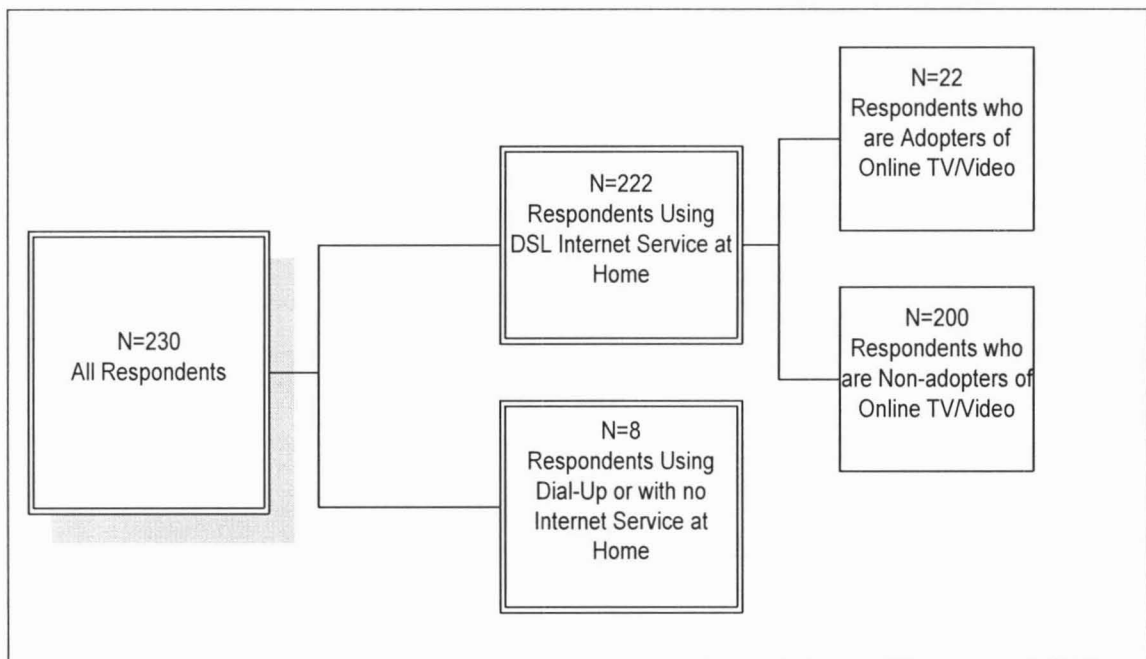 N=230
All Respondents
N=222
Respondents Using
DSL Internet Service at
Home
N=8
Respondents Using
Dial-Up or with no
Internet Service at
Home
N=22
Respondents who
are Adopters of
Online TV/Video
N=200
Respondents who
are Non-adopters of
Online TV/Video